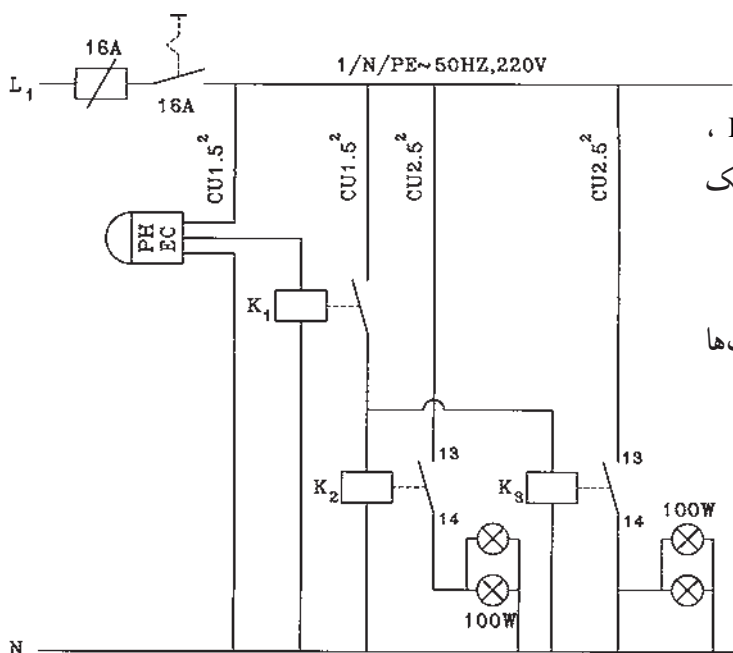 16A
L₁
16A
1/N/PE~50HZ,220V
CU1.5²
CU1.5²
CU2.5²
CU2.5²
PH
EC
K₁
13
K₂
14
100W
K₃
13
14
100W
N